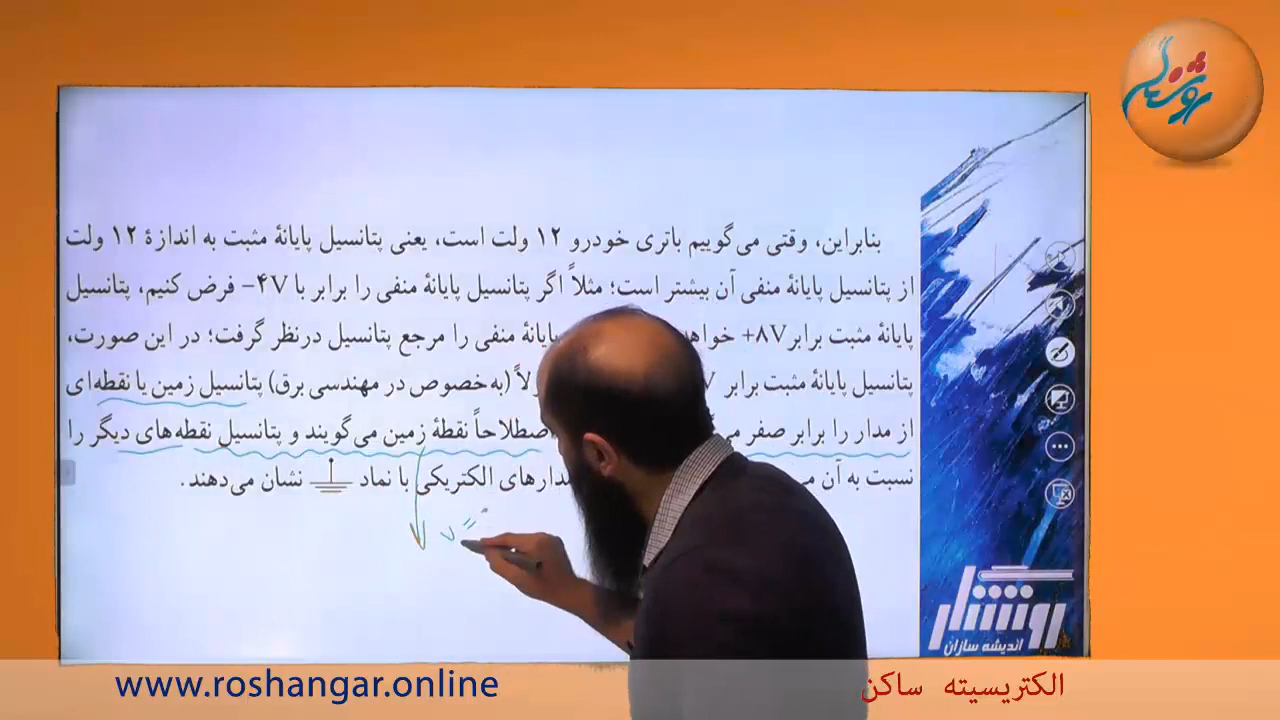 روشنگر
بنابراین، وقتی می‌گوییم باتری خودرو ۱۲ ولت است، یعنی پتانسیل پایانهٔ مثبت به اندازهٔ ۱۲ ولت
از پتانسیل پایانهٔ منفی آن بیشتر است؛ مثلاً اگر پتانسیل پایانهٔ منفی را برابر با ۴V− فرض کنیم، پتانسیل
پایانهٔ مثبت برابر ۸V+ پایانهٔ منفی را مرجع پتانسیل درنظر گرفت؛ در این صورت،
پتانسیل پایانهٔ مثبت برابر (به‌خصوص در مهندسی برق) پتانسیل زمین یا نقطه‌ای
از مدار را برابر صفر اصطلاحاً نقطهٔ زمین می‌گویند و پتانسیل نقطه‌های دیگر را
نسبت به آن مدارهای الکتریکی با نماد نشان می‌دهند.
V = ۰
روشنگر
اندیشه سازان
www.roshangar.online
الکتریسیته ساکن